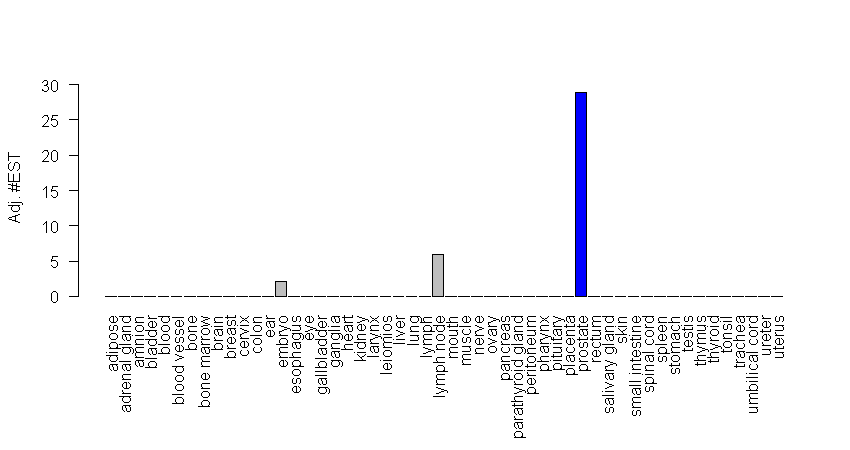 Adj. #EST
30
25
20
15
10
5
0
adipose
adrenal gland
amnion
bladder
blood
blood vessel
bone
bone marrow
brain
breast
cervix
colon
ear
embryo
esophagus
eye
gallbladder
ganglia
heart
kidney
larynx
leiomios
liver
lung
lymph
lymph node
mouth
muscle
nerve
ovary
pancreas
parathyroid gland
peritoneum
pharynx
pituitary
placenta
prostate
rectum
salivary gland
skin
small intestine
spinal cord
spleen
stomach
testis
thymus
thyroid
tonsil
trachea
umbilical cord
ureter
uterus